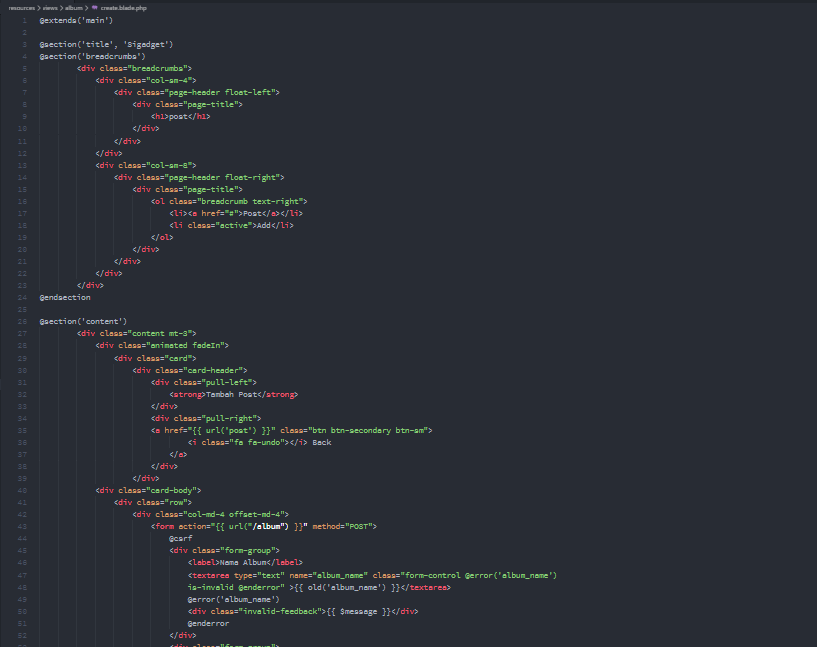 resources > views > album > create.blade.php
1 @extends('main')
2
3 @section('title', 'Sigadget')
4 @section('breadcrumbs')
5 <div class="breadcrumbs">
6 <div class="col-sm-4">
7 <div class="page-header float-left">
8 <div class="page-title">
9 <h1>post</h1>
10 </div>
11 </div>
12 </div>
13 <div class="col-sm-8">
14 <div class="page-header float-right">
15 <div class="page-title">
16 <ol class="breadcrumb text-right">
17 <li><a href="#">Post</a></li>
18 <li class="active">Add</li>
19 </ol>
20 </div>
21 </div>
22 </div>
23 </div>
24 @endsection
25
26 @section('content')
27 <div class="content mt-3">
28 <div class="animated fadeIn">
29 <div class="card">
30 <div class="card-header">
31 <div class="pull-left">
32 <strong>Tambah Post</strong>
33 </div>
34 <div class="pull-right">
35 <a href="{{ url('post') }}" class="btn btn-secondary btn-sm">
36 <i class="fa fa-undo"></i> Back
37 </a>
38 </div>
39 </div>
40 <div class="card-body">
41 <div class="row">
42 <div class="col-md-4 offset-md-4">
43 <form action="{{ url("/album") }}" method="POST">
44 @csrf
45 <div class="form-group">
46 <label>Nama Album</label>
47 <textarea type="text" name="album_name" class="form-control @error('album_name')
48 is-invalid @enderror" >{{ old('album_name') }}</textarea>
49 @error('album_name')
50 <div class="invalid-feedback">{{ $message }}</div>
51 @enderror
52 </div>